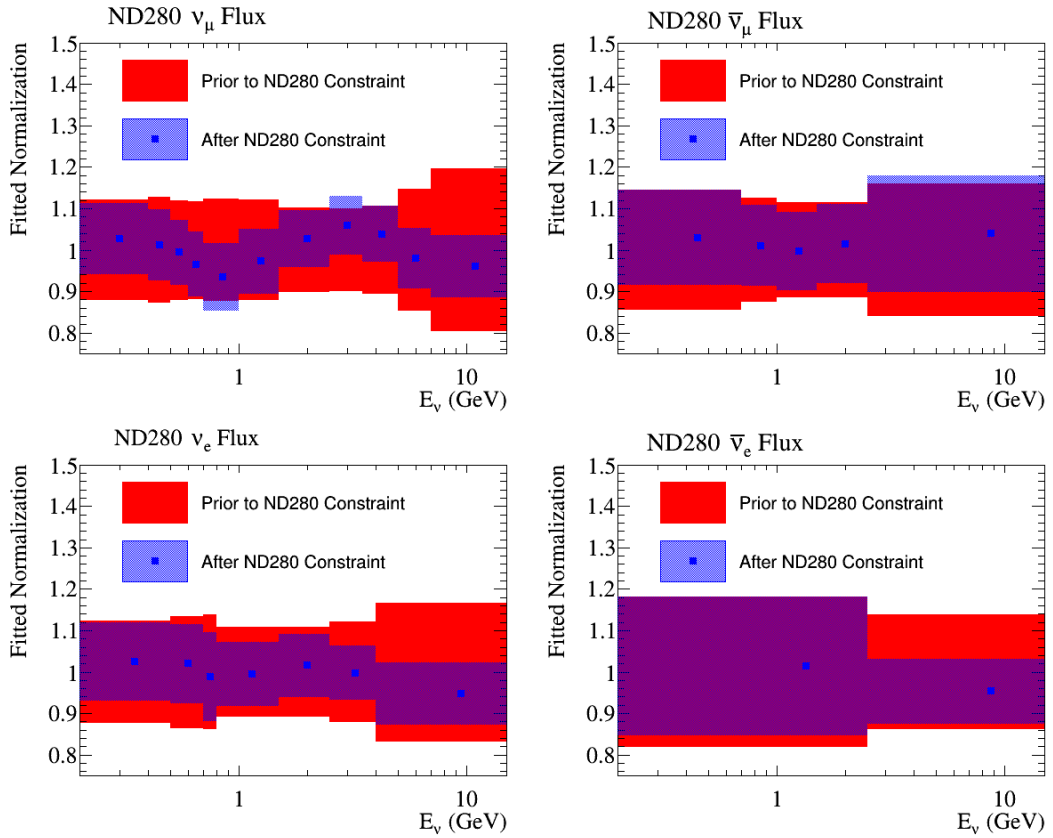 ND280 νμ Flux
Fitted Normalization
1.5
1.4
1.3
1.2
1.1
1
0.9
0.8
Prior to ND280 Constraint
After ND280 Constraint
1
10
Eν (GeV)
ND280 ν̅μ Flux
Fitted Normalization
1.5
1.4
1.3
1.2
1.1
1
0.9
0.8
Prior to ND280 Constraint
After ND280 Constraint
1
10
Eν (GeV)
ND280 νe Flux
Fitted Normalization
1.5
1.4
1.3
1.2
1.1
1
0.9
0.8
Prior to ND280 Constraint
After ND280 Constraint
1
10
Eν (GeV)
ND280 ν̅e Flux
Fitted Normalization
1.5
1.4
1.3
1.2
1.1
1
0.9
0.8
Prior to ND280 Constraint
After ND280 Constraint
1
10
Eν (GeV)